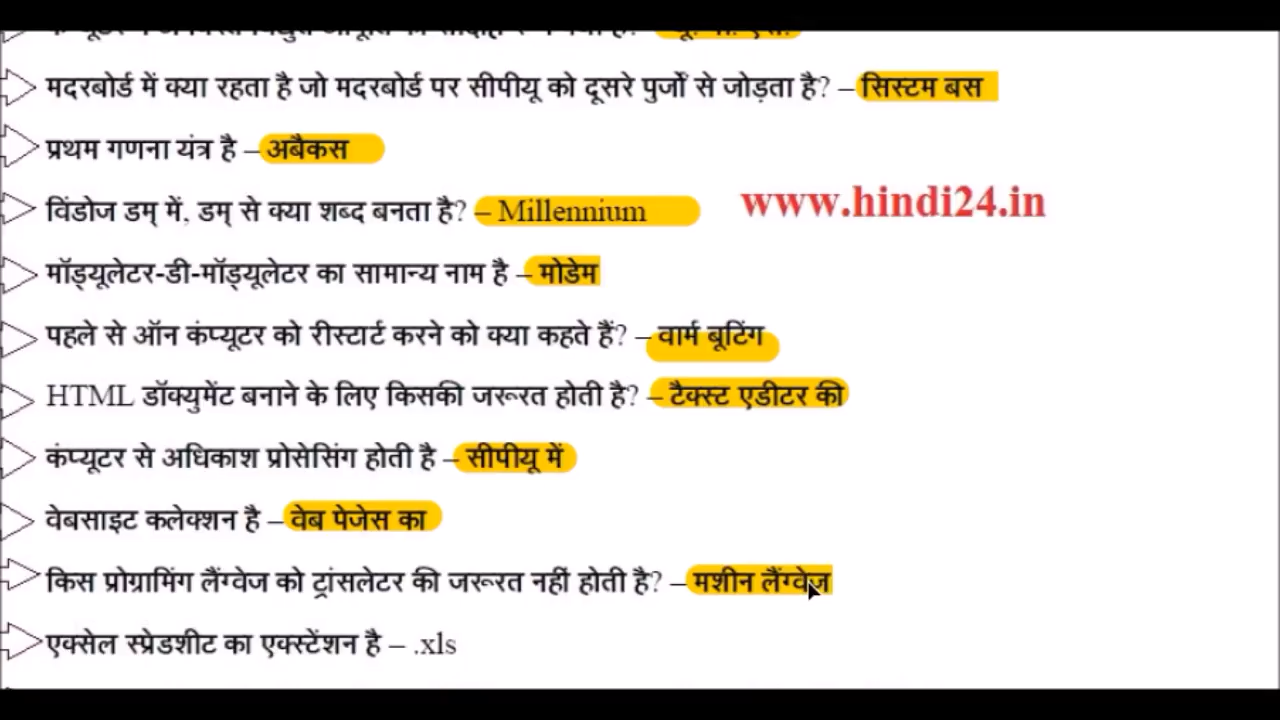 मदरबोर्ड में क्या रहता है जो मदरबोर्ड पर सीपीयू को दूसरे पुर्जों से जोड़ता है? – सिस्टम बस
प्रथम गणना यंत्र है – अबैकस
विंडोज डम् में, डम् से क्या शब्द बनता है? – Millennium
www.hindi24.in
मॉड्यूलेटर-डी-मॉड्यूलेटर का सामान्य नाम है – मोडेम
पहले से ऑन कंप्यूटर को रीस्टार्ट करने को क्या कहते हैं? – वार्म बूटिंग
HTML डॉक्युमेंट बनाने के लिए किसकी जरूरत होती है? – टैक्स्ट एडीटर की
कंप्यूटर से अधिकाश प्रोसेसिंग होती है – सीपीयू में
वेबसाइट कलेक्शन है – वेब पेजेस का
किस प्रोग्रामिंग लैंग्वेज को ट्रांसलेटर की जरूरत नहीं होती है? – मशीन लैंग्वेज
एक्सेल स्प्रेडशीट का एक्स्टेंशन है – .xls